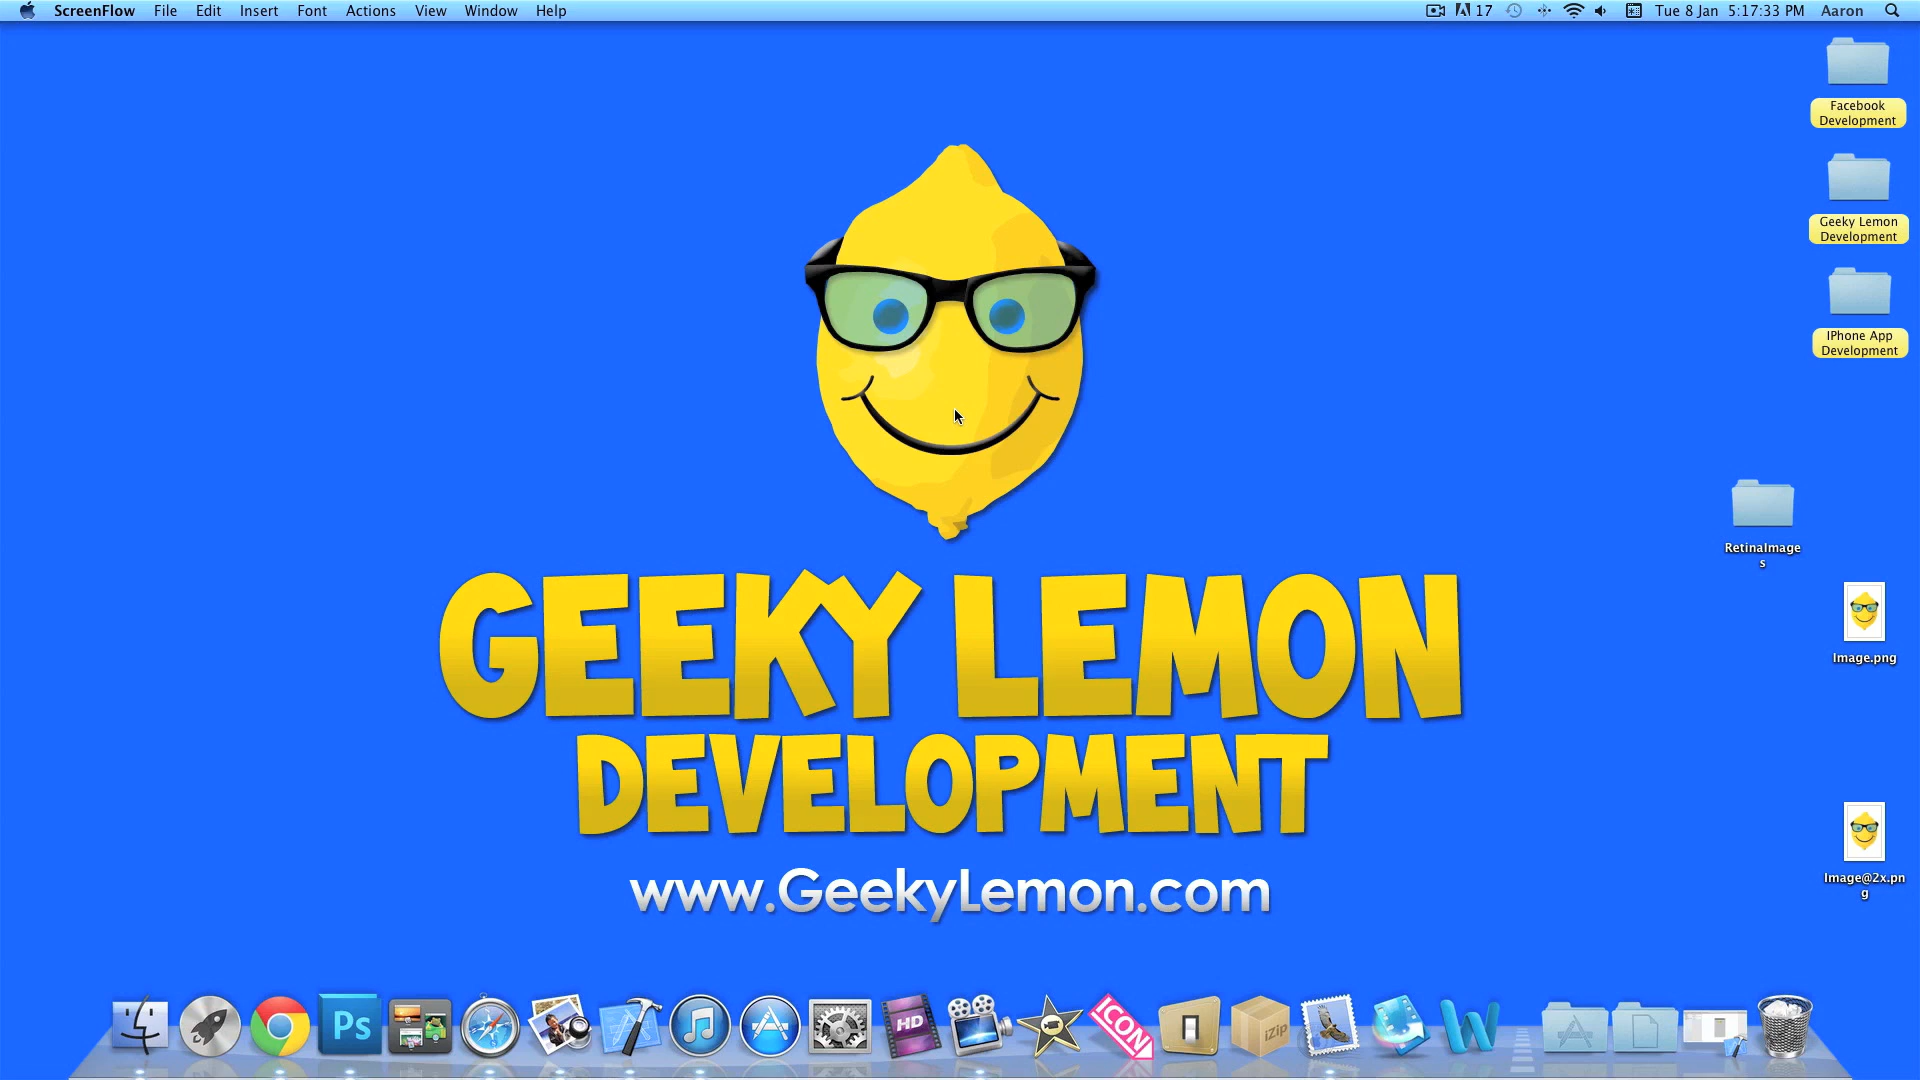 ScreenFlow File Edit Insert Font Actions View Window Help 17 Tue 8 Jan 5:17:33 PM Aaron
Facebook
Development
Geeky Lemon
Development
IPhone App
Development
RetinaImage
s
Image.png
Image@2x.pn
g
GEEKY LEMON
DEVELOPMENT
www.GeekyLemon.com
Ps
HD
ICON
iZip
W